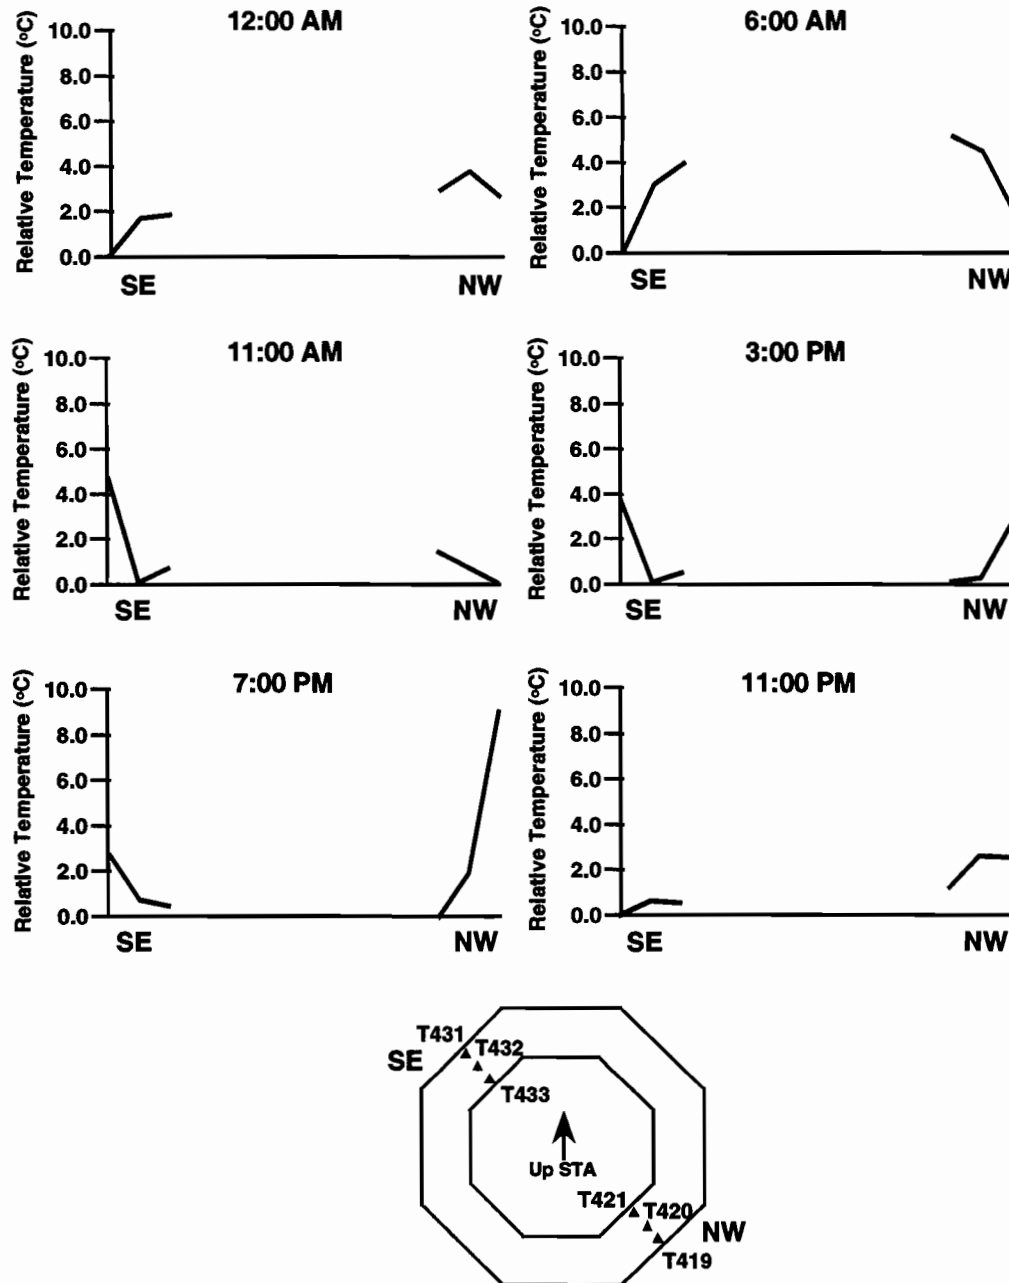 12:00 AM
Relative Temperature (°C)
10.0
8.0
6.0
4.0
2.0
0.0
SE
NW
6:00 AM
Relative Temperature (°C)
10.0
8.0
6.0
4.0
2.0
0.0
SE
NW
11:00 AM
Relative Temperature (°C)
10.0
8.0
6.0
4.0
2.0
0.0
SE
NW
3:00 PM
Relative Temperature (°C)
10.0
8.0
6.0
4.0
2.0
0.0
SE
NW
7:00 PM
Relative Temperature (°C)
10.0
8.0
6.0
4.0
2.0
0.0
SE
NW
11:00 PM
Relative Temperature (°C)
10.0
8.0
6.0
4.0
2.0
0.0
SE
NW
T431
T432
SE
T433
Up STA
T421
T420
NW
T419